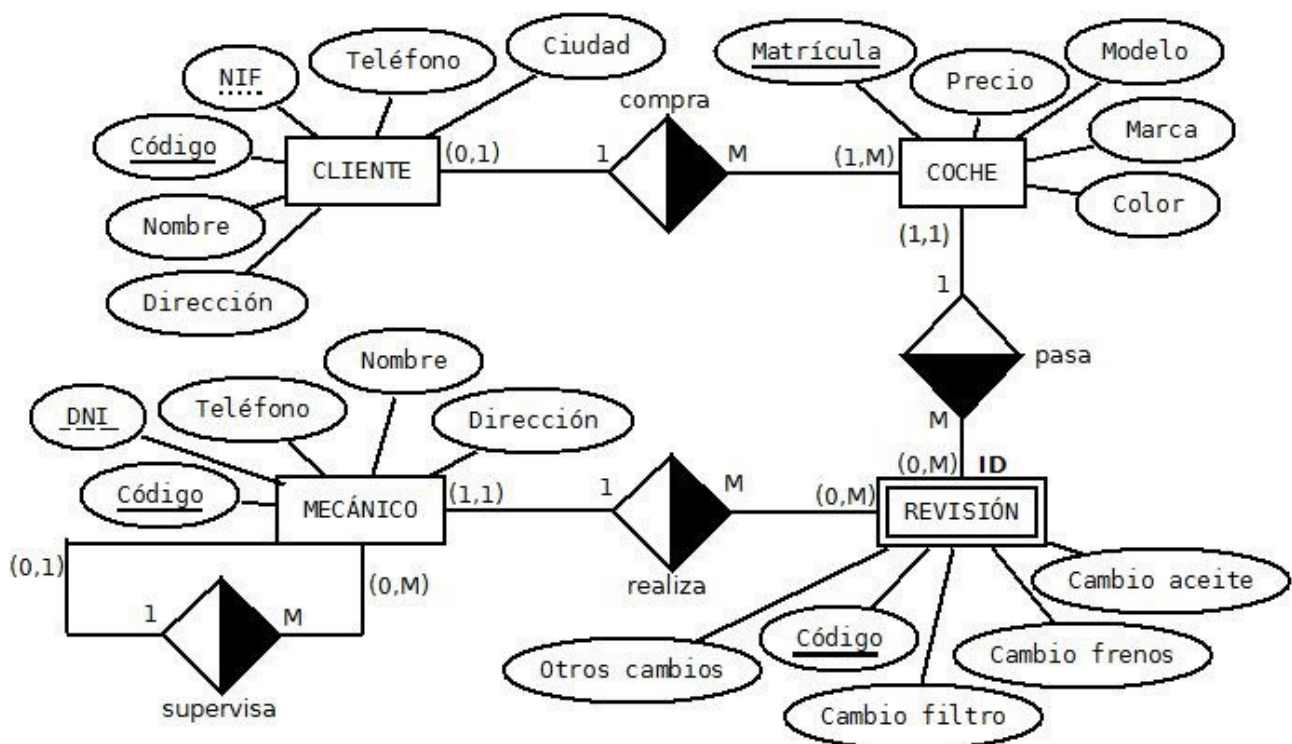 Ciudad
Teléfono
NIF
Código
Nombre
Dirección
CLIENTE
(0,1)
1
compra
M
(1,M)
COCHE
Matrícula
Precio
Modelo
Marca
Color
(1,1)
1
pasa
M
(0,M)
ID
REVISIÓN
Nombre
Teléfono
DNI
Código
Dirección
MECÁNICO
(1,1)
1
M
(0,M)
realiza
(0,1)
1
M
(0,M)
supervisa
Otros cambios
Código
Cambio filtro
Cambio frenos
Cambio aceite